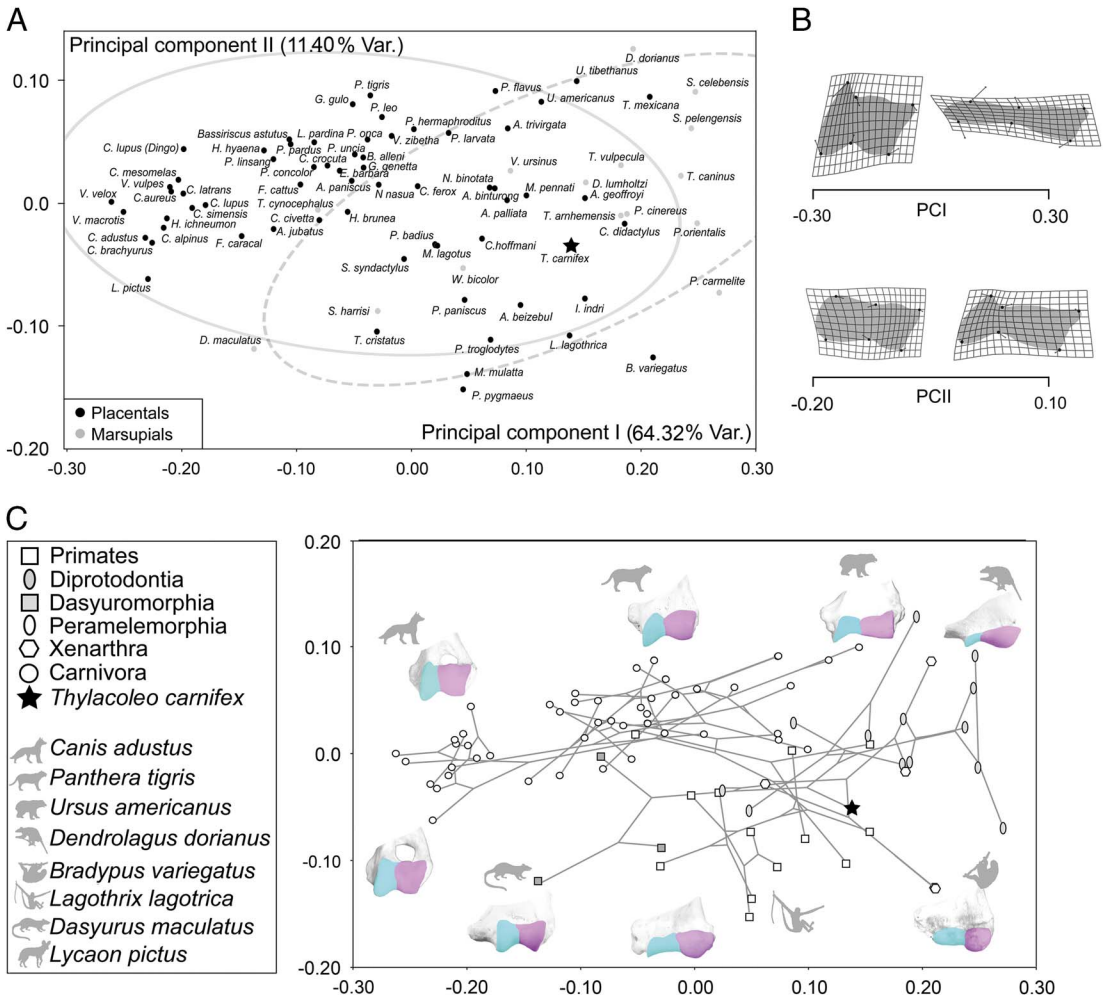 A
Principal component II (11.40% Var.)
0.10
0.0
-0.10
-0.20
D. dorianus
U. tibethanus
P. tigris
P. flavus
S. celebensis
G. gulo
U. americanus
P. leo
T. mexicana
P. hermaphroditus
A. trivirgata
S. pelengensis
Bassiriscus astutus
L. pardina
P. onca
V. zibetha
P. larvata
C. lupus (Dingo)
H. hyaena
P. pardus
P. uncia
B. alleni
P. linsang
C. crocuta
G. genetta
V. ursinus
T. vulpecula
C. mesomelas
P. concolor
E. barbara
N. binotata
D. lumholtzi
T. caninus
V. vulpes
C. latrans
F. cattus
A. paniscus
N nasua
C. ferox
M. pennati
A. geoffroyi
V. velox
C.aureus
C. lupus
T. cynocephalus
A. binturong
V. macrotis
C. simensis
C. civetta
H. brunea
A. palliata
T. arnhemensis
P. cinereus
H. ichneumon
C. didactylus
P.orientalis
C. adustus
C. alpinus
F. caracal
A. jubatus
P. badius
C.hoffmani
C. brachyurus
M. lagotus
T. carnifex
S. syndactylus
W. bicolor
P. carmelite
L. pictus
S. harrisi
P. paniscus
A. beizebul
I. indri
D. maculatus
T. cristatus
P. troglodytes
L. lagothrica
M. mulatta
B. variegatus
P. pygmaeus
Placentals
Marsupials
Principal component I (64.32% Var.)
-0.30
-0.20
-0.10
0.00
0.10
0.20
0.30
B
-0.30
PCI
0.30
-0.20
PCII
0.10
C
Primates
Diprotodontia
Dasyuromorphia
Peramelemorphia
Xenarthra
Carnivora
Thylacoleo carnifex
Canis adustus
Panthera tigris
Ursus americanus
Dendrolagus dorianus
Bradypus variegatus
Lagothrix lagotrica
Dasyurus maculatus
Lycaon pictus
0.20
0.10
0.0
-0.10
-0.20
-0.30
-0.20
-0.10
0.00
0.10
0.20
0.30